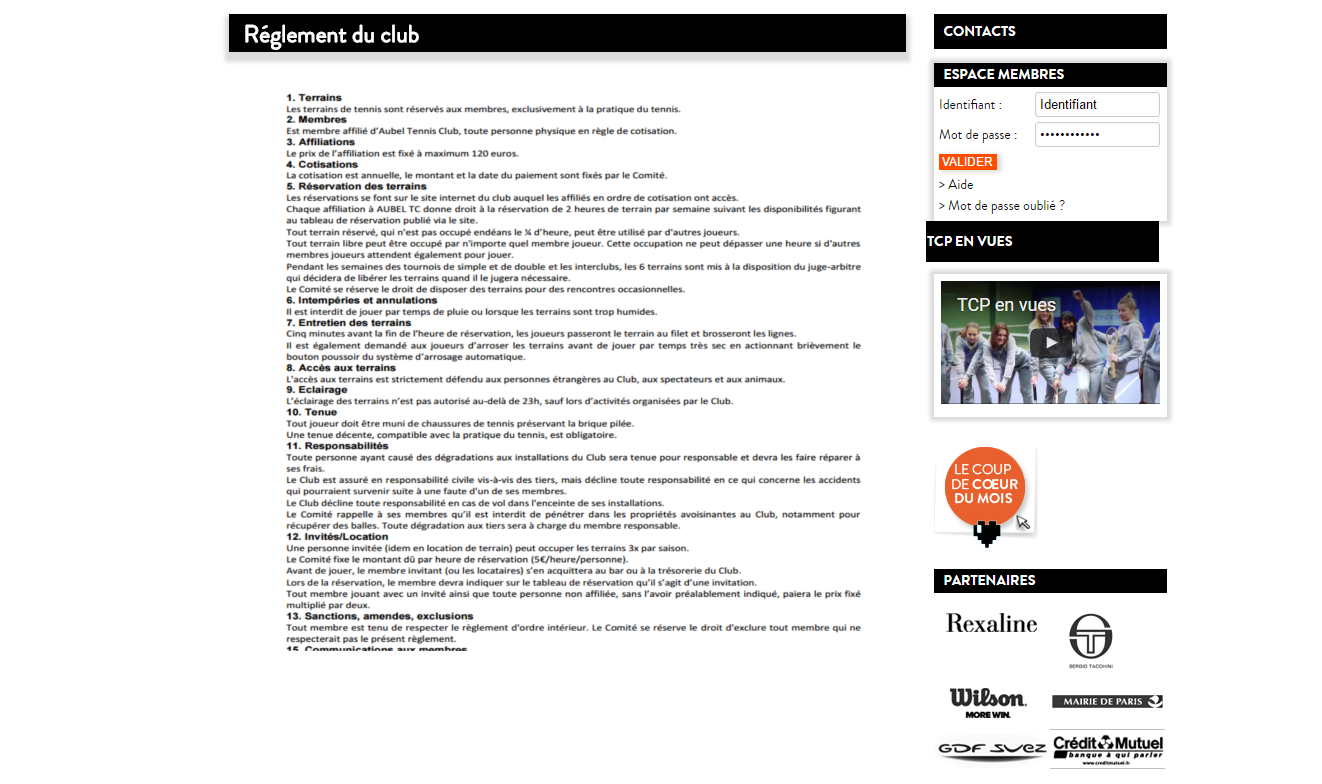 Réglement du club
1. Terrains
Les terrains de tennis sont réservés aux membres, exclusivement à la pratique du tennis.
2. Membres
Est membre affilié d'Aubel Tennis Club, toute personne physique en règle de cotisation.
3. Affiliations
Le prix de l'affiliation est fixé à maximum 120 euros.
4. Cotisations
La cotisation est annuelle, le montant et la date du paiement sont fixés par le Comité.
5. Réservation des terrains
Les réservations se font sur le site internet du club auquel les affiliés en ordre de cotisation ont accès.
Chaque affiliation à AUBEL TC donne droit à la réservation de 2 heures de terrain par semaine suivant les disponibilités figurant
au tableau de réservation publié via le site.
Tout terrain réservé, qui n'est pas occupé endéans le ¼ d'heure, peut être utilisé par d'autres joueurs.
Tout terrain libre peut être occupé par n'importe quel membre joueur. Cette occupation ne peut dépasser une heure si d'autres
membres joueurs attendent également pour jouer.
Pendant les semaines des tournois de simple et de double et les interclubs, les 6 terrains sont mis à la disposition du juge-arbitre
qui décidera de libérer les terrains quand il le jugera nécessaire.
Le Comité se réserve le droit de disposer des terrains pour des rencontres occasionnelles.
6. Intempéries et annulations
Il est interdit de jouer par temps de pluie ou lorsque les terrains sont trop humides.
7. Entretien des terrains
Cinq minutes avant la fin de l'heure de réservation, les joueurs passeront le terrain au filet et brosseront les lignes.
Il est également demandé aux joueurs d'arroser les terrains avant de jouer par temps très sec en actionnant brièvement le
bouton poussoir du système d'arrosage automatique.
8. Accès aux terrains
L'accès aux terrains est strictement défendu aux personnes étrangères au Club, aux spectateurs et aux animaux.
9. Eclairage
L'éclairage des terrains n'est pas autorisé au-delà de 23h, sauf lors d'activités organisées par le Club.
10. Tenue
Tout joueur doit être muni de chaussures de tennis préservant la brique pilée.
Une tenue décente, compatible avec la pratique du tennis, est obligatoire.
11. Responsabilités
Toute personne ayant causé des dégradations aux installations du Club sera tenue pour responsable et devra les faire réparer à
ses frais.
Le Club est assuré en responsabilité civile vis-à-vis des tiers, mais décline toute responsabilité en ce qui concerne les accidents
qui pourraient survenir suite à une faute d'un de ses membres.
Le Club décline toute responsabilité en cas de vol dans l'enceinte de ses installations.
Le Comité rappelle à ses membres qu'il est interdit de pénétrer dans les propriétés avoisinantes au Club, notamment pour
récupérer des balles. Toute dégradation aux tiers sera à charge du membre responsable.
12. Invités/Location
Une personne invitée (idem en location de terrain) peut occuper les terrains 3x par saison.
Le Comité fixe le montant dû par heure de réservation (5€/heure/personne).
Avant de jouer, le membre invitant (ou les locataires) s'en acquittera au bar ou à la trésorerie du Club.
Lors de la réservation, le membre devra indiquer sur le tableau de réservation qu'il s'agit d'une invitation.
Tout membre jouant avec un invité ainsi que toute personne non affiliée, sans l'avoir préalablement indiqué, paiera le prix fixé
multiplié par deux.
13. Sanctions, amendes, exclusions
Tout membre est tenu de respecter le règlement d'ordre intérieur. Le Comité se réserve le droit d'exclure tout membre qui ne
respecterait pas le présent règlement.
15. Communications aux membres
CONTACTS
ESPACE MEMBRES
Identifiant : Identifiant
Mot de passe : ••••••••••••
VALIDER
> Aide
> Mot de passe oublié ?
TCP EN VUES
TCP en vues
LE COUP
DE CŒUR
DU MOIS
PARTENAIRES
Rexaline
SERGIO TACCHINI
Wilson.
MORE WIN.
MAIRIE DE PARIS
GDF SUEZ
Crédit Mutuel
banque à qui parler
www.creditmutuel.fr